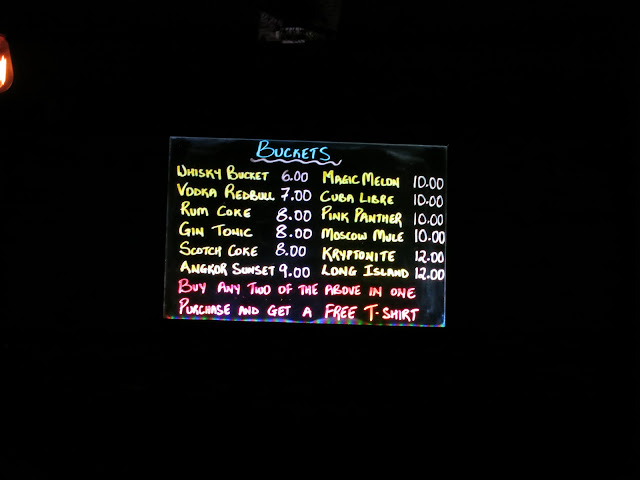 BUCKETS
WHISKY BUCKET 6.00 MAGIC MELON 10.00
VODKA REDBULL 7.00 CUBA LIBRE 10.00
RUM COKE 8.00 PINK PANTHER 10.00
GIN TONIC 8.00 MOSCOW MULE 10.00
SCOTCH COKE 8.00 KRYPTONITE 12.00
ANGKOR SUNSET 9.00 LONG ISLAND 12.00
BUY ANY TWO OF THE ABOVE IN ONE
PURCHASE AND GET A FREE T-SHIRT